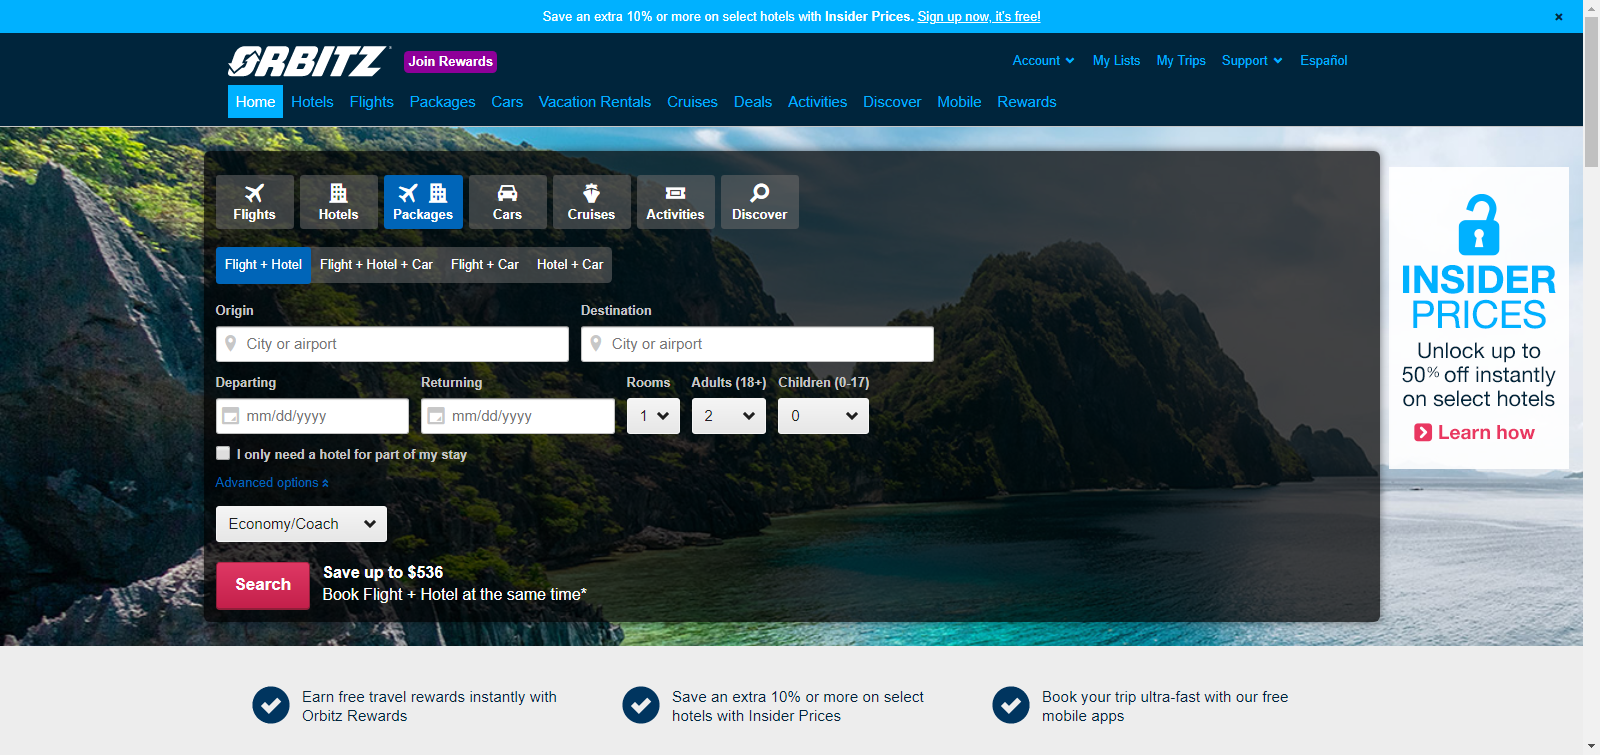 Save an extra 10% or more on select hotels with Insider Prices. Sign up now, it's free!
×
ORBITZ
Join Rewards
Account
My Lists
My Trips
Support
Español
Home
Hotels
Flights
Packages
Cars
Vacation Rentals
Cruises
Deals
Activities
Discover
Mobile
Rewards
Flights
Hotels
Packages
Cars
Cruises
Activities
Discover
Flight + Hotel
Flight + Hotel + Car
Flight + Car
Hotel + Car
Origin
Destination
City or airport
City or airport
Departing
Returning
Rooms
Adults (18+)
Children (0-17)
mm/dd/yyyy
mm/dd/yyyy
1
2
0
I only need a hotel for part of my stay
Advanced options
Economy/Coach
Search
Save up to $536
Book Flight + Hotel at the same time*
INSIDER
PRICES
Unlock up to
50% off instantly
on select hotels
Learn how
Earn free travel rewards instantly with
Orbitz Rewards
Save an extra 10% or more on select
hotels with Insider Prices
Book your trip ultra-fast with our free
mobile apps